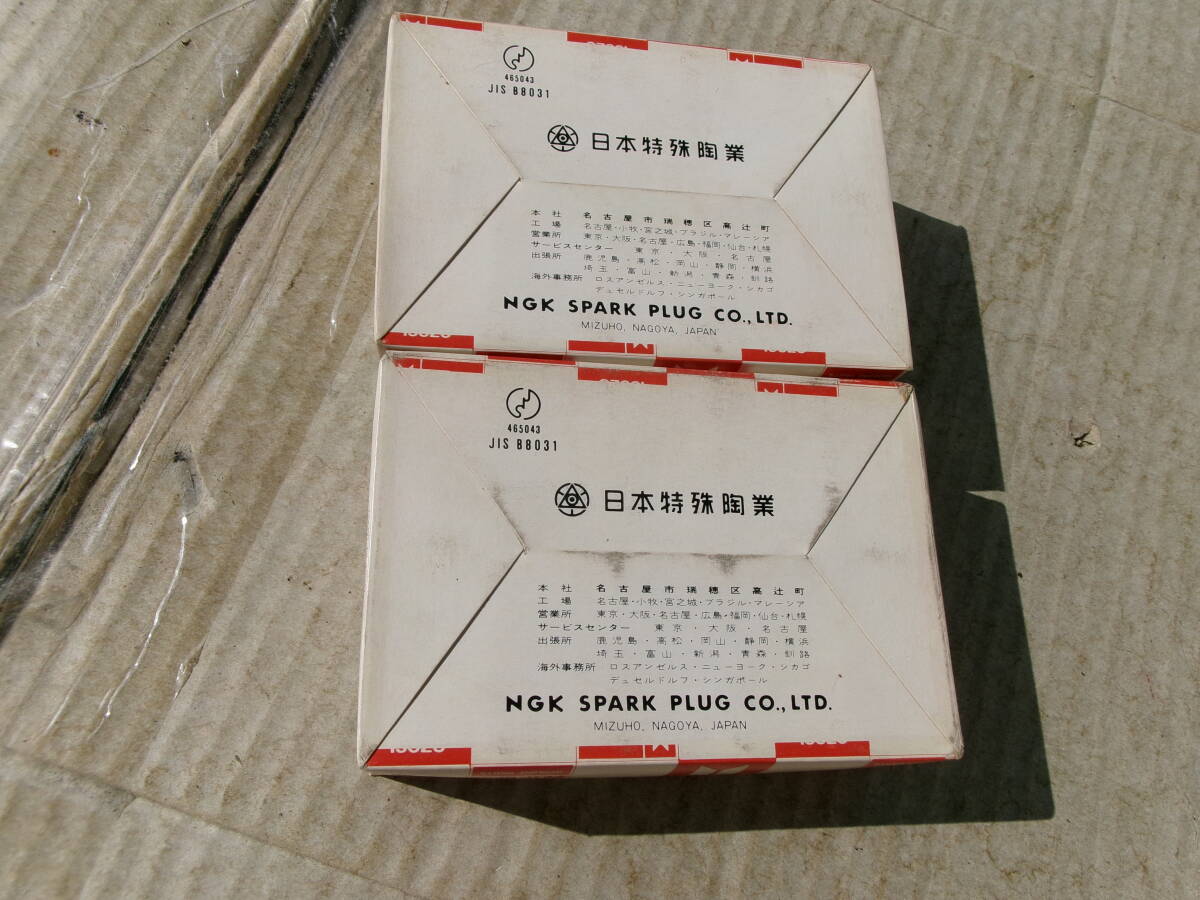 465043
JIS B8031
日本特殊陶業
本社 名古屋市瑞穂区高辻町
工場 名古屋・小牧・宮之城・ブラジル・マレーシア
営業所 東京・大阪・名古屋・広島・福岡・仙台・札幌
サービスセンター 東京・大阪・名古屋
出張所 鹿児島・高松・岡山・静岡・横浜
埼玉・富山・新潟・青森・釧路
海外事務所 ロスアンゼルス・ニューヨーク・シカゴ
デュセルドルフ・シンガポール
NGK SPARK PLUG CO.,LTD.
MIZUHO, NAGOYA, JAPAN
465043
JIS B8031
日本特殊陶業
本社 名古屋市瑞穂区高辻町
工場 名古屋・小牧・宮之城・ブラジル・マレーシア
営業所 東京・大阪・名古屋・広島・福岡・仙台・札幌
サービスセンター 東京・大阪・名古屋
出張所 鹿児島・高松・岡山・静岡・横浜
埼玉・富山・新潟・青森・釧路
海外事務所 ロスアンゼルス・ニューヨーク・シカゴ
デュセルドルフ・シンガポール
NGK SPARK PLUG CO.,LTD.
MIZUHO, NAGOYA, JAPAN